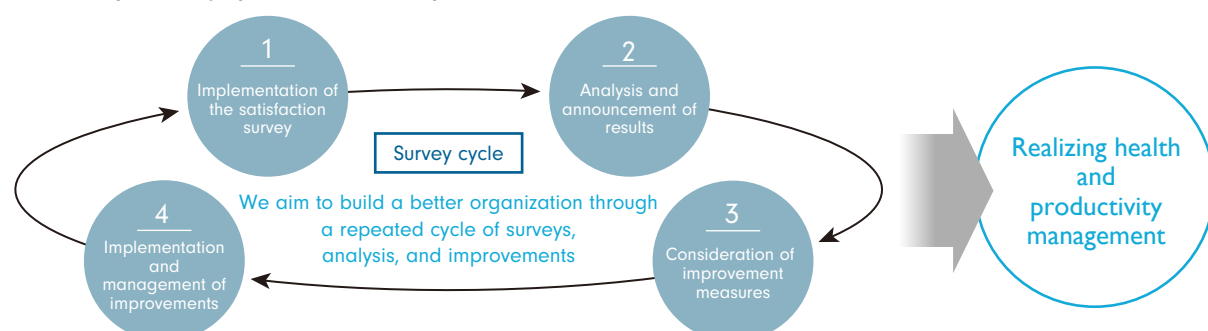 1
Implementation of
the satisfaction
survey
2
Analysis and
announcement of
results
Survey cycle
We aim to build a better organization through
a repeated cycle of surveys,
analysis, and improvements
3
Consideration of
improvement
measures
4
Implementation
and
management of
improvements
Realizing health
and
productivity
management